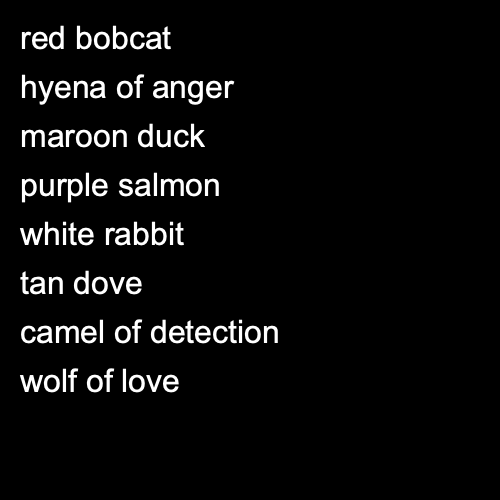 red bobcat
hyena of anger
maroon duck
purple salmon
white rabbit
tan dove
camel of detection
wolf of love